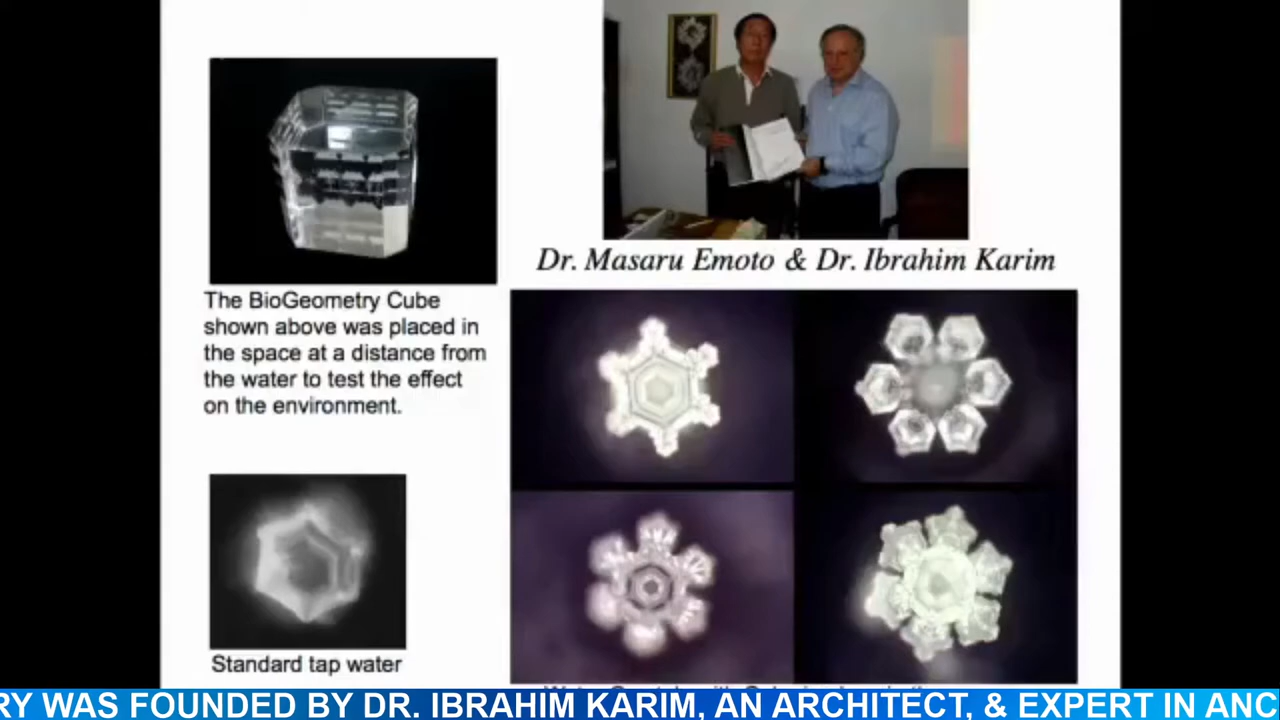 Dr. Masaru Emoto & Dr. Ibrahim Karim
The BioGeometry Cube
shown above was placed in
the space at a distance from
the water to test the effect
on the environment.
Standard tap water
RY WAS FOUNDED BY DR. IBRAHIM KARIM, AN ARCHITECT, & EXPERT IN ANC